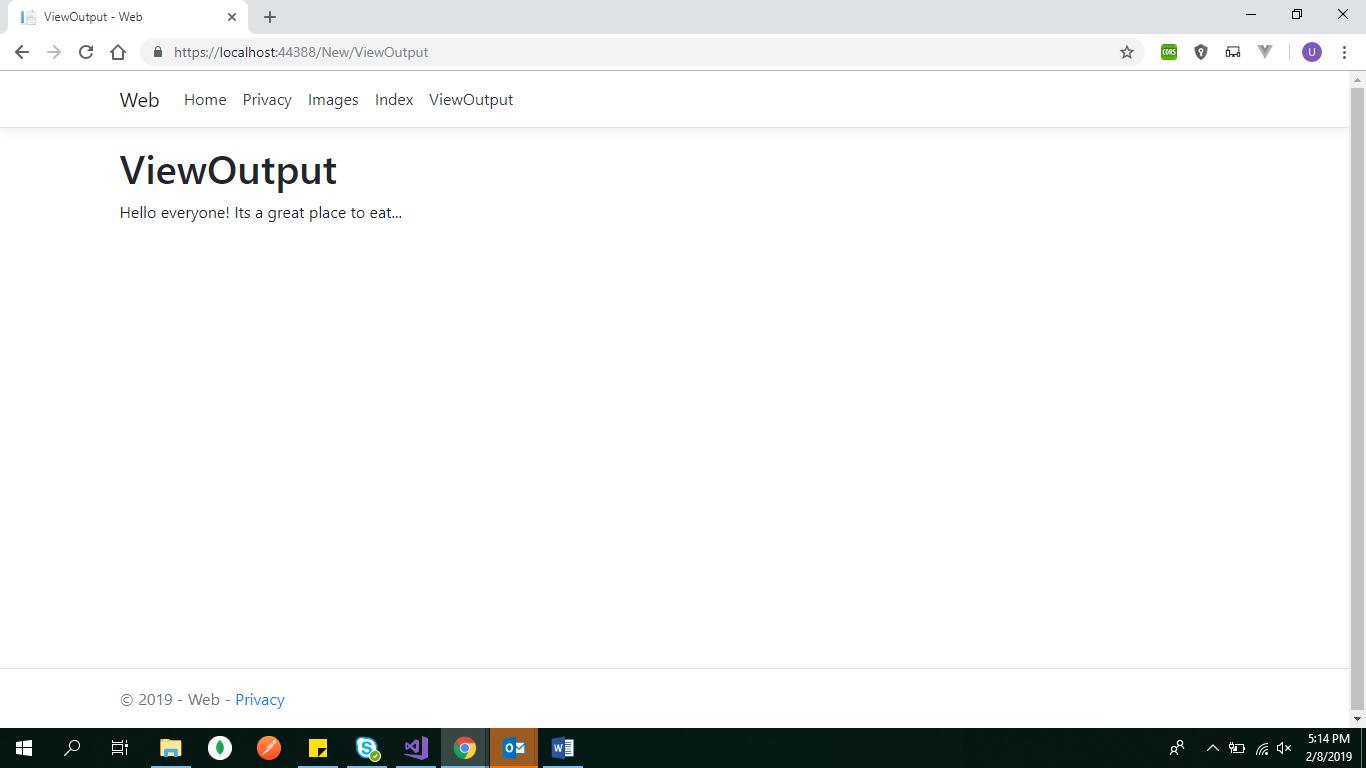 ViewOutput - Web
https://localhost:44388/New/ViewOutput
CORS
U
Web Home Privacy Images Index ViewOutput
ViewOutput
Hello everyone! Its a great place to eat...
© 2019 - Web - Privacy
5:14 PM
2/8/2019